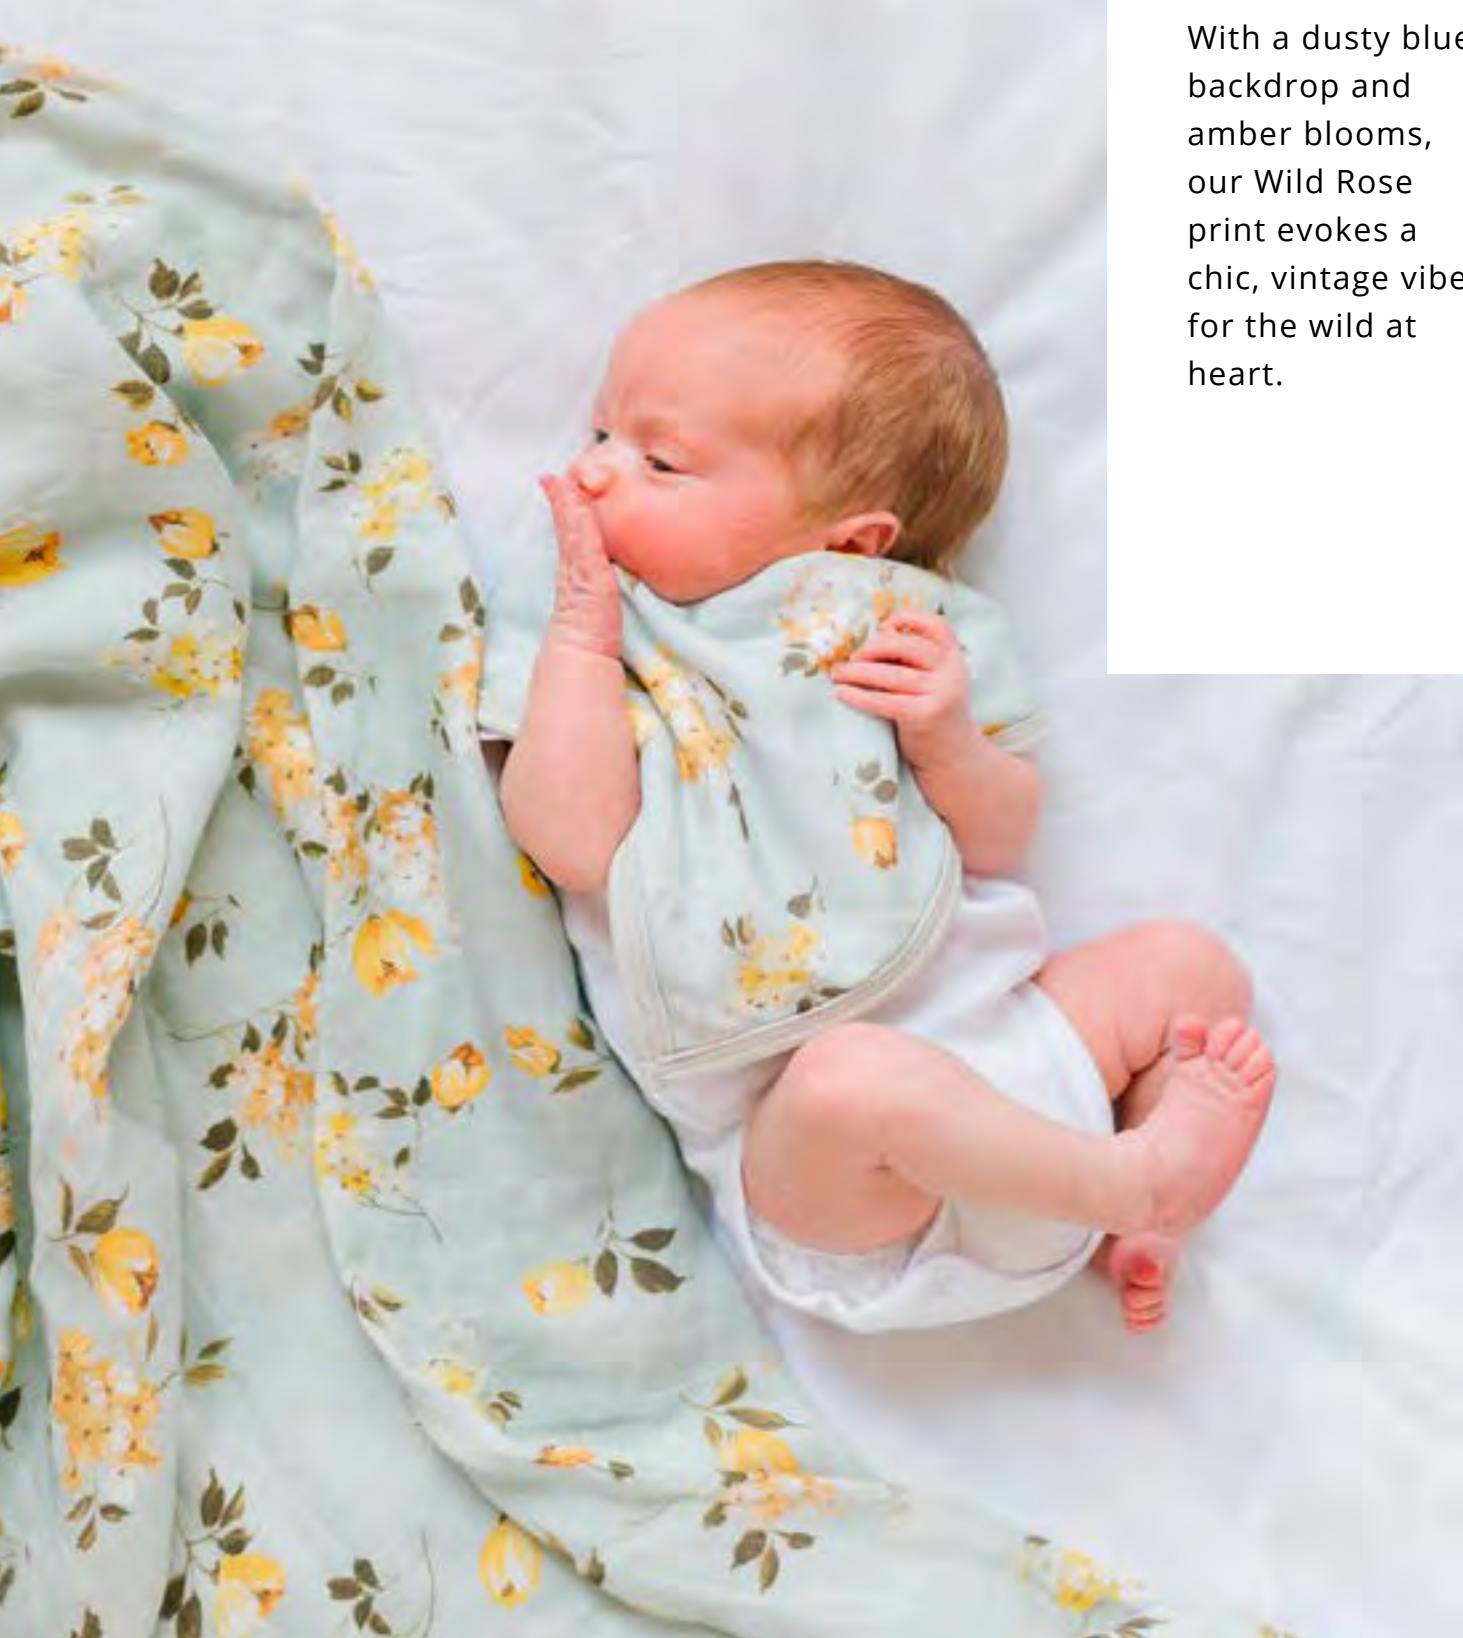 With a dusty blue
backdrop and
amber blooms,
our Wild Rose
print evokes a
chic, vintage vibe
for the wild at
heart.